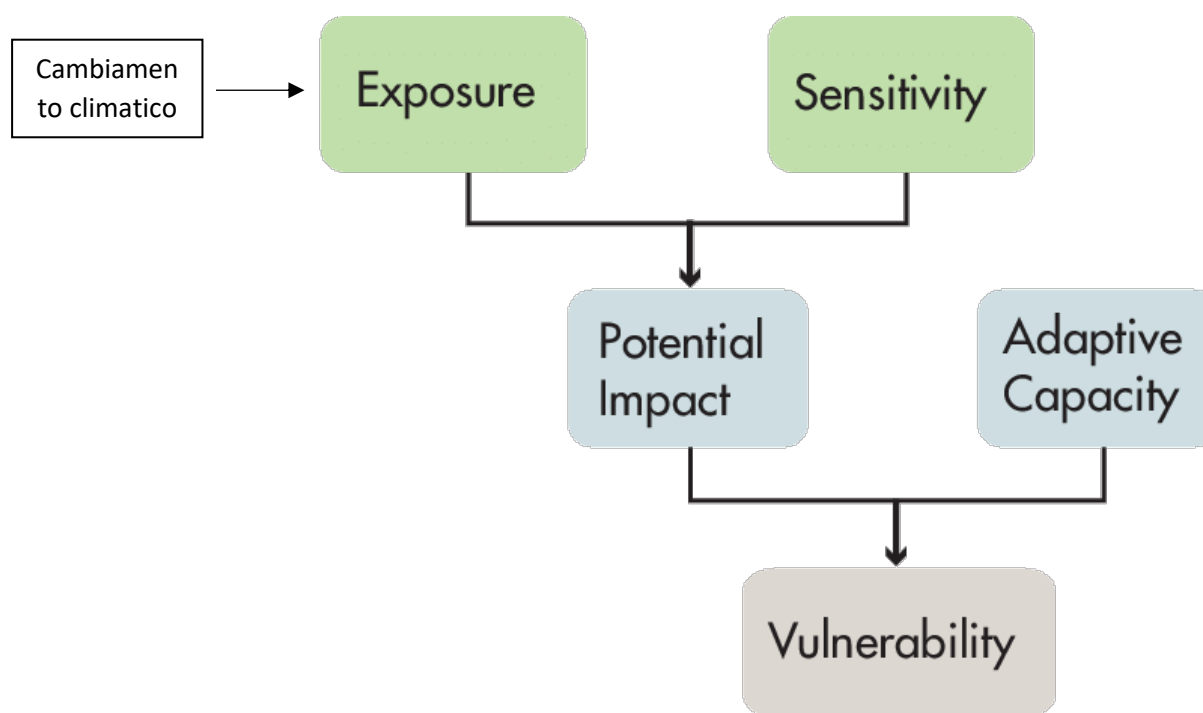 Cambiamen
to climatico
Exposure
Sensitivity
Potential
Impact
Adaptive
Capacity
Vulnerability